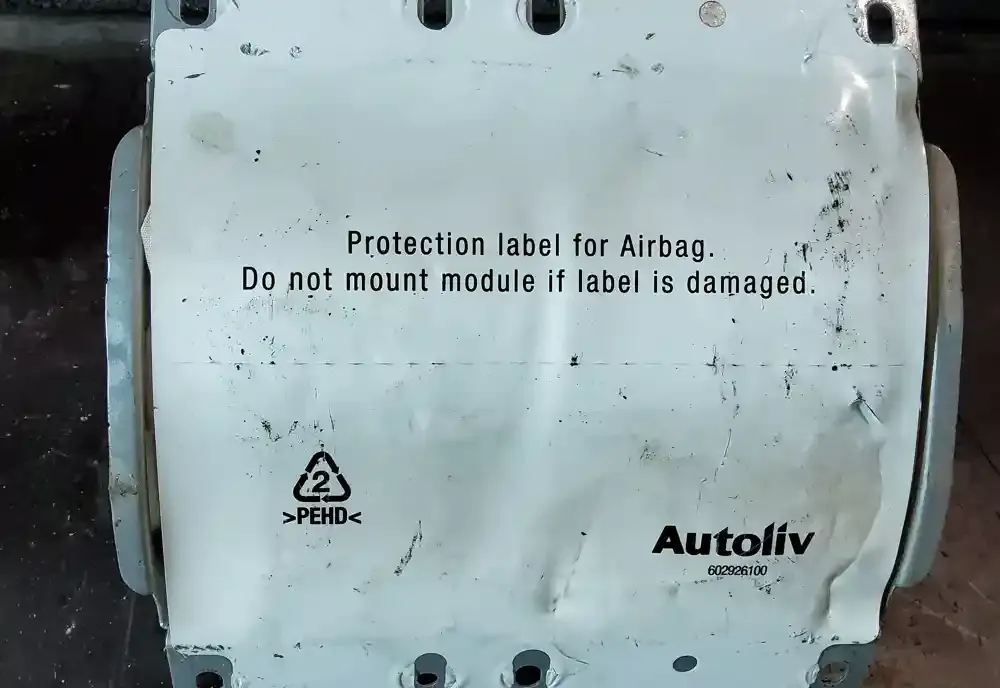 Protection label for Airbag.
Do not mount module if label is damaged.
2
>PEHD<
Autoliv
602926100